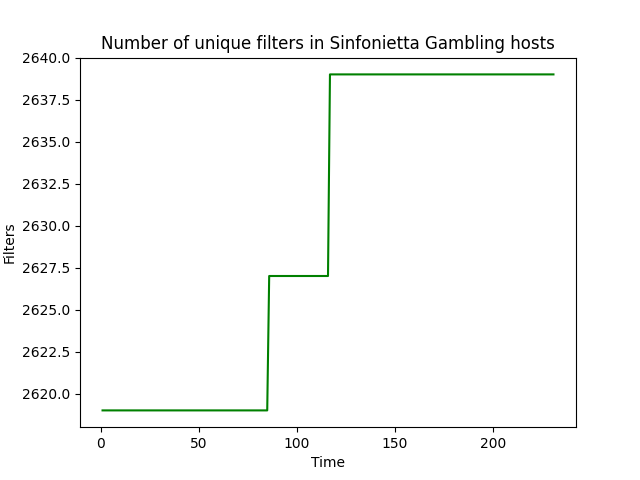 Number of unique filters in Sinfonietta Gambling hosts
2640.0
2637.5
2635.0
2632.5
2630.0
2627.5
2625.0
2622.5
2620.0
Filters
0 50 100 150 200
Time